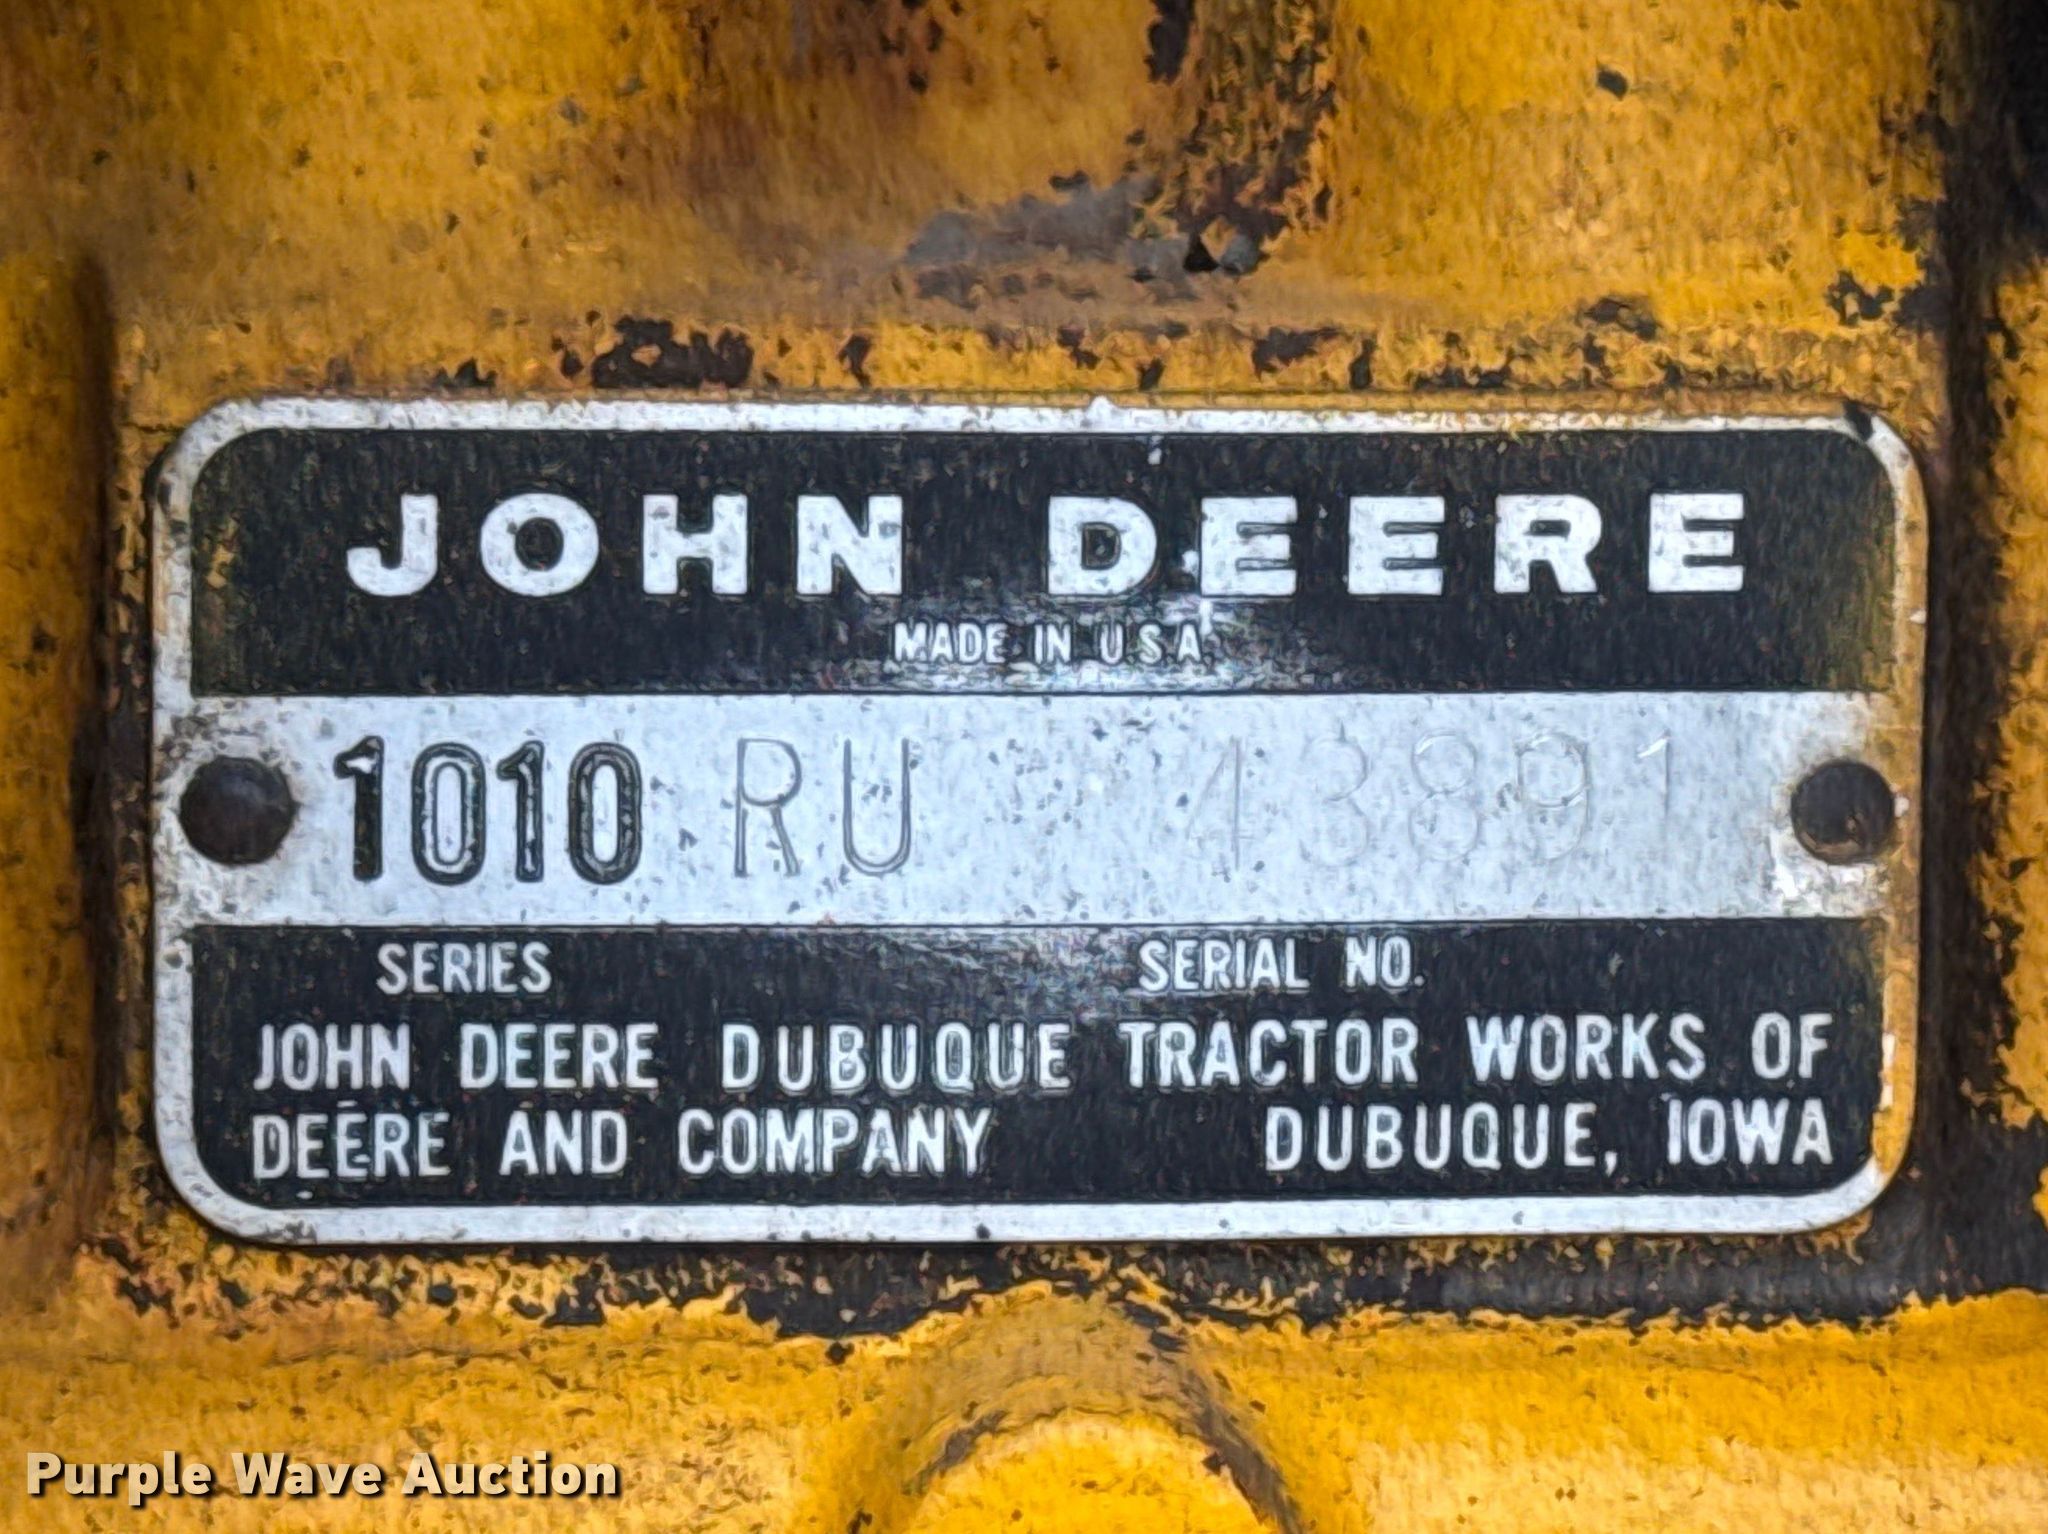 JOHN DEERE
MADE IN U.S.A.
1010 RU 43891
SERIES SERIAL NO.
JOHN DEERE DUBUQUE TRACTOR WORKS OF
DEERE AND COMPANY DUBUQUE, IOWA
Purple Wave Auction